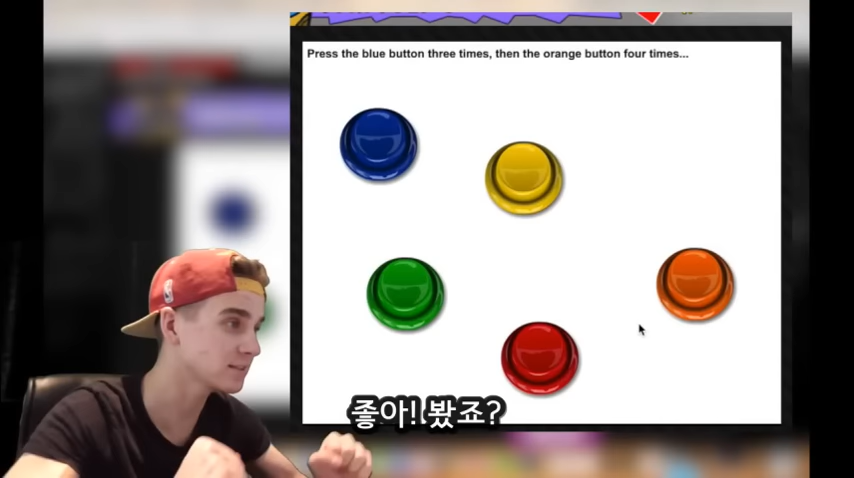 Press the blue button three times, then the orange button four times...
좋아! 봤죠?